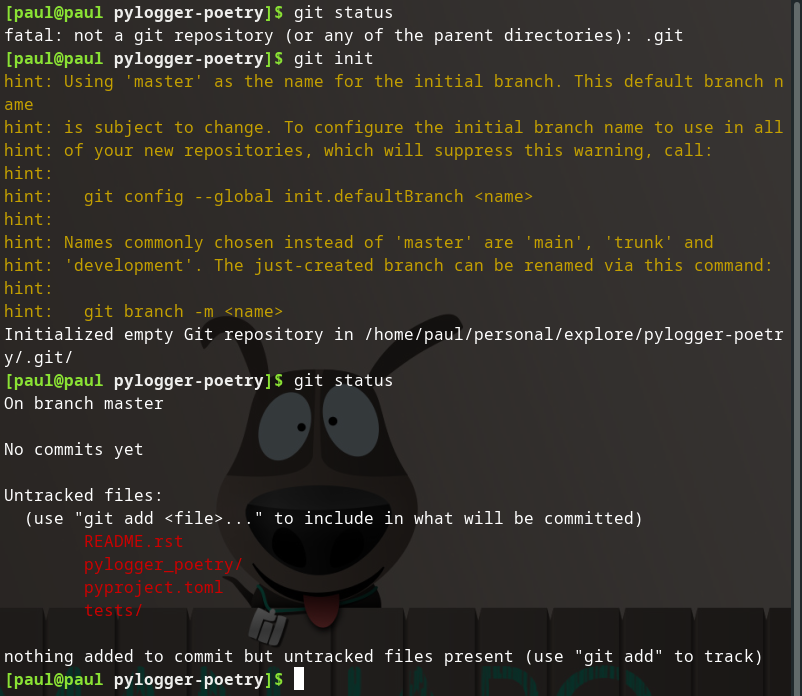 [paul@paul pylogger-poetry]$ git status
fatal: not a git repository (or any of the parent directories): .git
[paul@paul pylogger-poetry]$ git init
hint: Using 'master' as the name for the initial branch. This default branch n
ame
hint: is subject to change. To configure the initial branch name to use in all
hint: of your new repositories, which will suppress this warning, call:
hint:
hint:   git config --global init.defaultBranch <name>
hint:
hint: Names commonly chosen instead of 'master' are 'main', 'trunk' and
hint: 'development'. The just-created branch can be renamed via this command:
hint:
hint:   git branch -m <name>
Initialized empty Git repository in /home/paul/personal/explore/pylogger-poetr
y/.git/
[paul@paul pylogger-poetry]$ git status
On branch master

No commits yet

Untracked files:
  (use "git add <file>..." to include in what will be committed)
        README.rst
        pylogger_poetry/
        pyproject.toml
        tests/

nothing added to commit but untracked files present (use "git add" to track)
[paul@paul pylogger-poetry]$